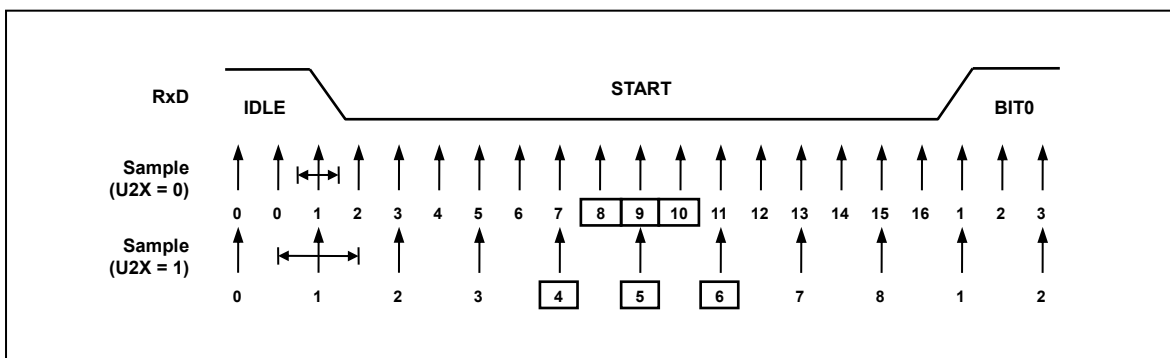 RxD
IDLE
START
BIT0
Sample
(U2X = 0)
0 0 1 2 3 4 5 6 7 8 9 10 11 12 13 14 15 16 1 2 3
Sample
(U2X = 1)
0 1 2 3 4 5 6 7 8 1 2